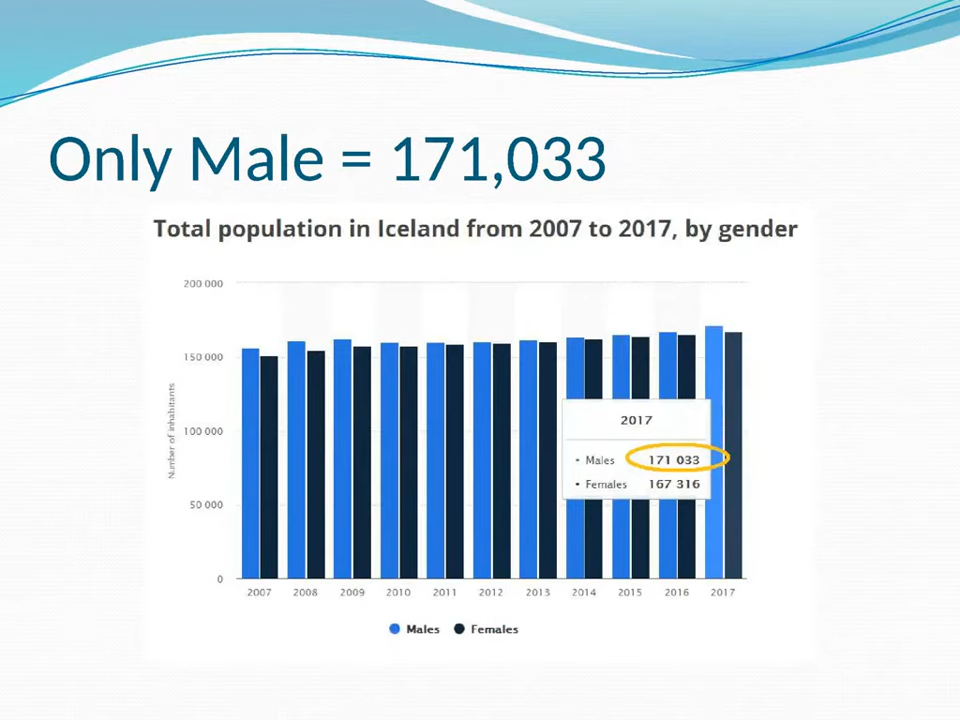 Only Male = 171,033
Total population in Iceland from 2007 to 2017, by gender
200 000
150 000
100 000
50 000
0
Number of inhabitants
2017
• Males 171 033
• Females 167 316
2007 2008 2009 2010 2011 2012 2013 2014 2015 2016 2017
Males Females